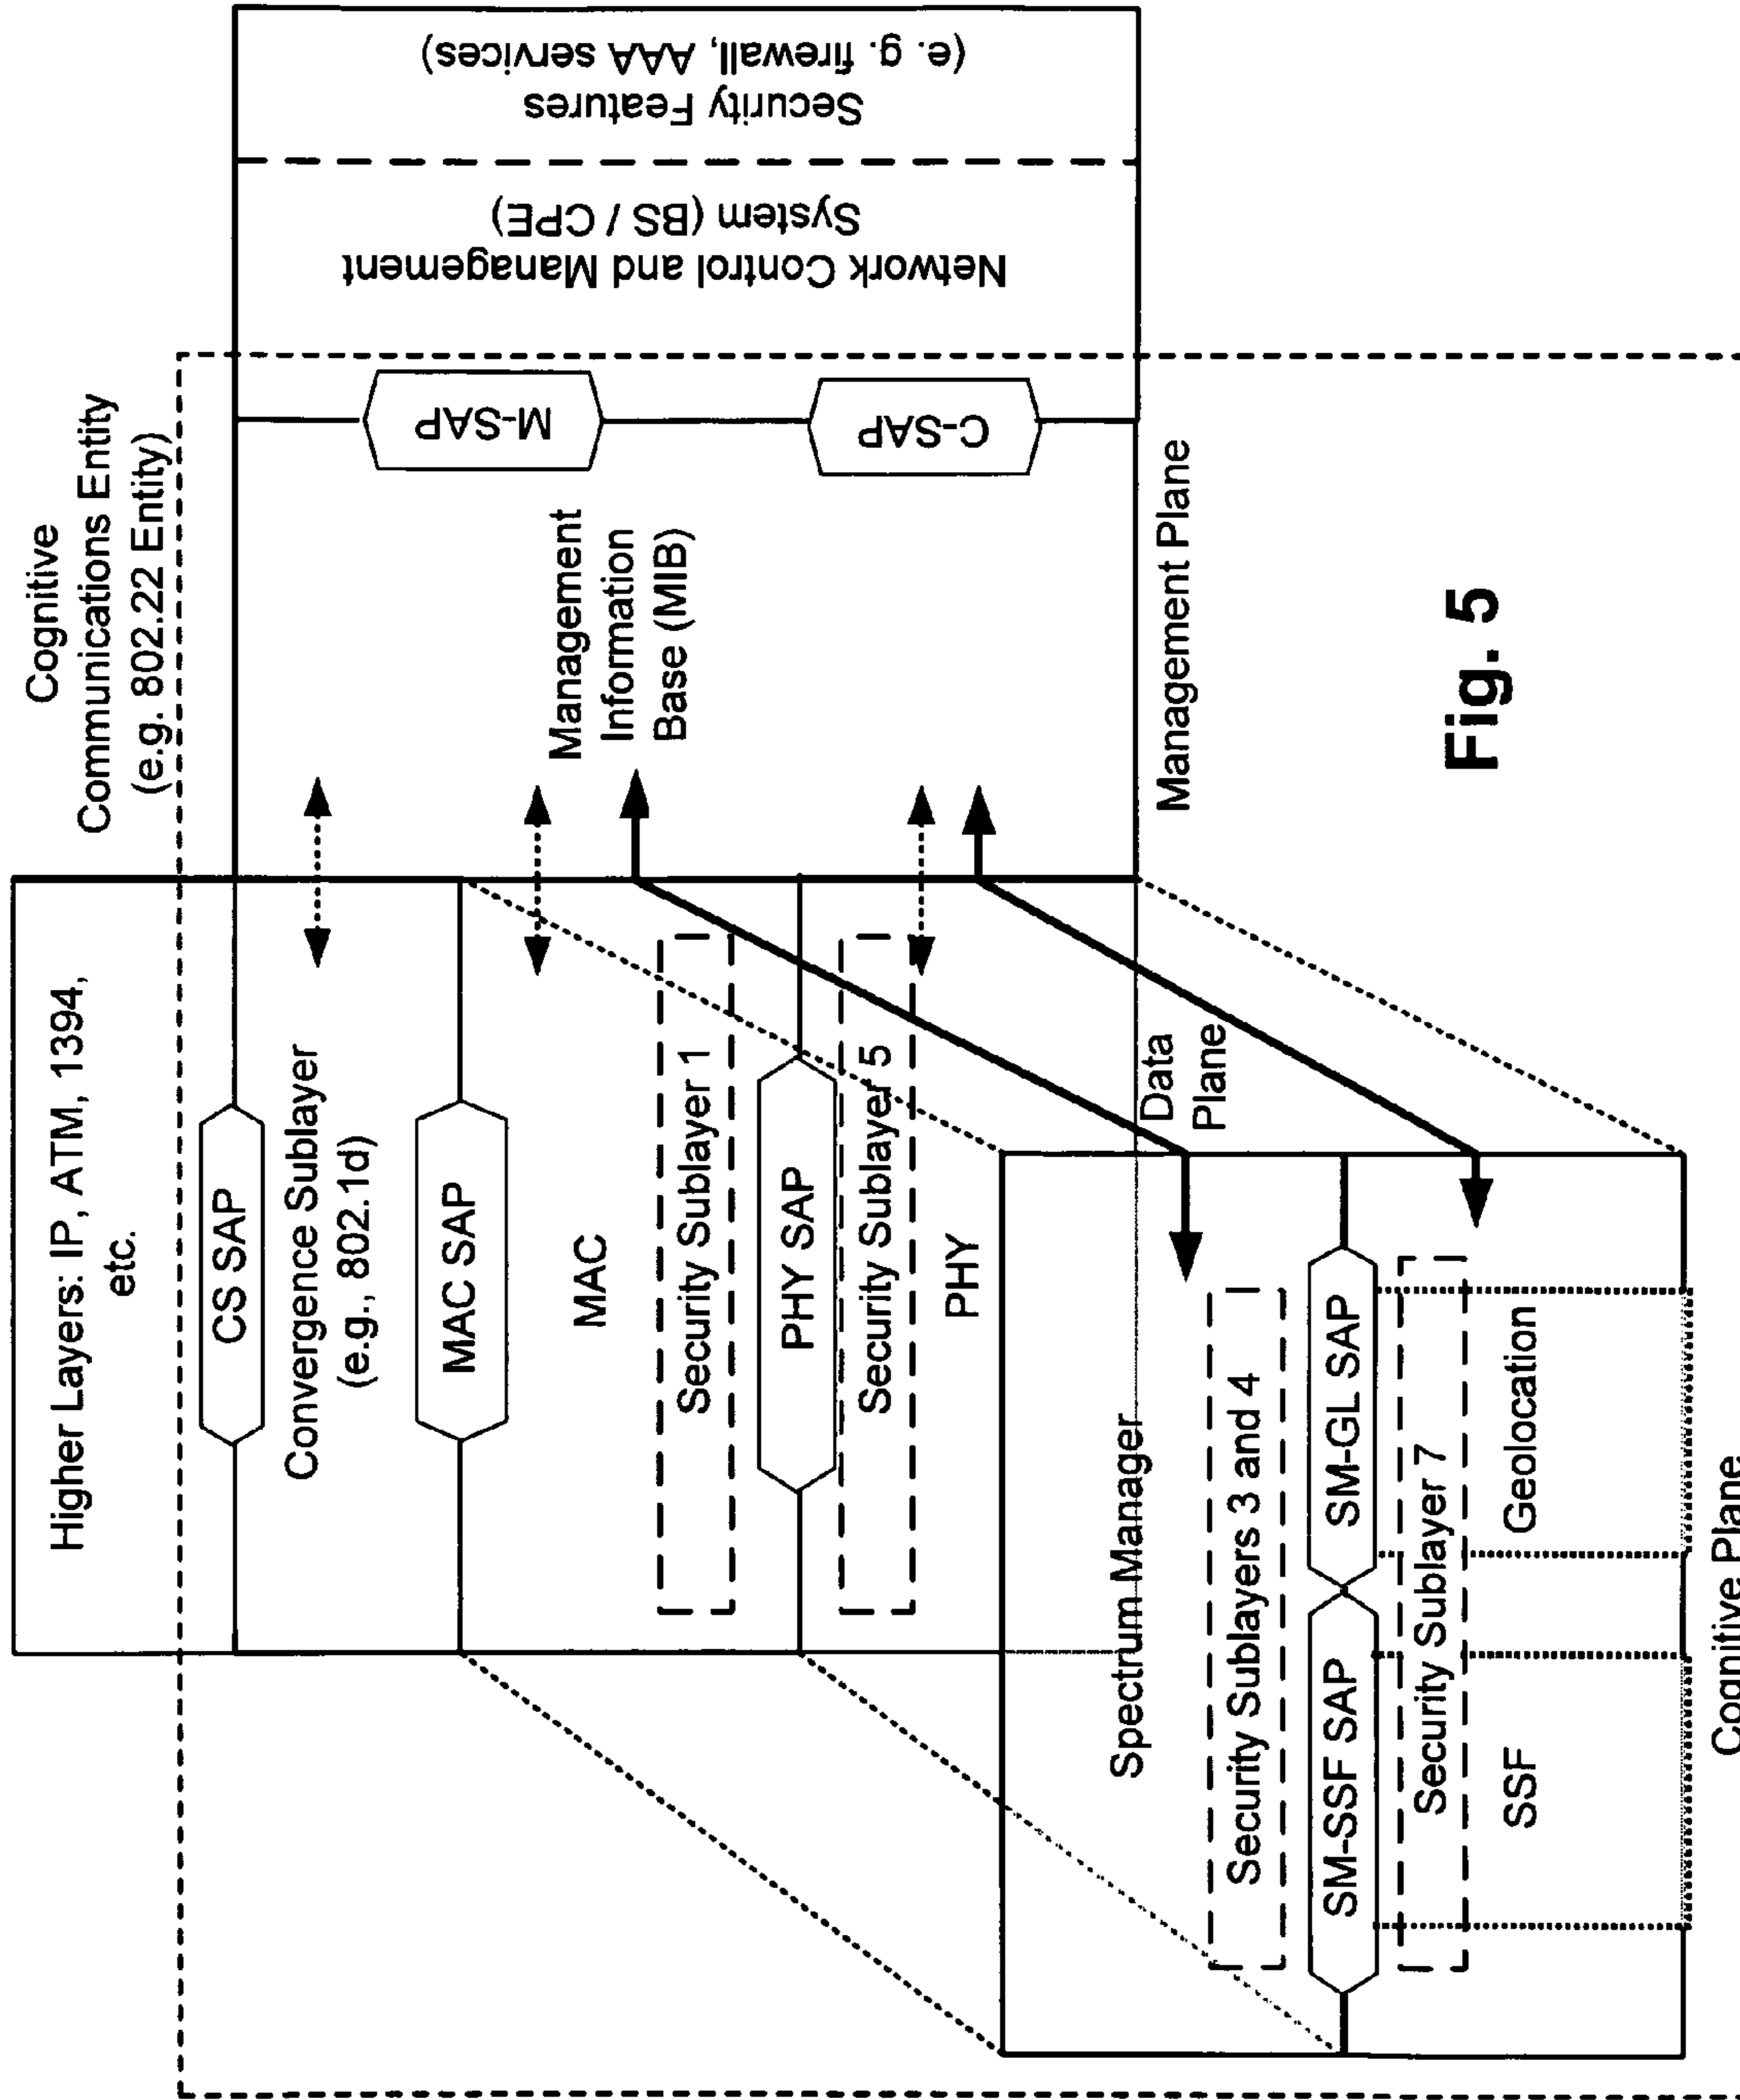 Cognitive
Communications Entity
(e.g. 802.22 Entity)
Higher Layers: IP, ATM, 1394,
etc.
CS SAP
Convergence Sublayer
(e.g., 802.1d)
MAC SAP
MAC
Security Sublayer 1
PHY SAP
Security Sublayer 5
PHY
Data
Plane
Management
Information
Base (MIB)
M-SAP
C-SAP
Management Plane
Network Control and Management
System (BS / CPE)
Security Features
(e. g. firewall, AAA services)
Spectrum Manager
Security Sublayers 3 and 4
SM-SSF SAP
SM-GL SAP
Security Sublayer 7
SSF
Geolocation
Cognitive Plane
Fig. 5